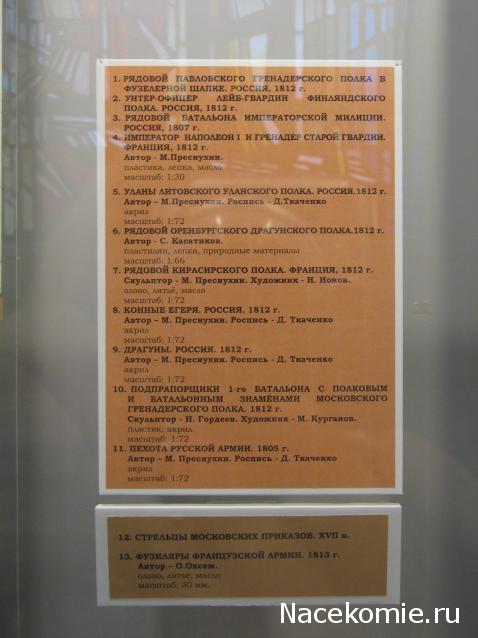 1. РЯДОВОЙ ПАВЛОВСКОГО ГРЕНАДЕРСКОГО ПОЛКА В
ФУЗЕЛЕРНОЙ ШАПКЕ. РОССИЯ, 1812 г.
2. УНТЕР-ОФИЦЕР ЛЕЙБ-ГВАРДИИ ФИНЛЯНДСКОГО
ПОЛКА. РОССИЯ, 1812 г.
3. РЯДОВОЙ БАТАЛЬОНА ИМПЕРАТОРСКОЙ МИЛИЦИИ.
РОССИЯ, 1807 г.
4. ИМПЕРАТОР НАПОЛЕОН I И ГРЕНАДЕР СТАРОЙ ГВАРДИИ.
ФРАНЦИЯ, 1812 г.
Автор - М.Преснухин.
пластика, лепка, масло
масштаб: 1:30
5. УЛАНЫ ЛИТОВСКОГО УЛАНСКОГО ПОЛКА. РОССИЯ.1812 г.
Автор – М.Преснухин. Роспись - Д.Ткаченко
акрил
масштаб: 1:72
6. РЯДОВОЙ ОРЕНБУРГСКОГО ДРАГУНСКОГО ПОЛКА.1812 г.
Автор - С. Касатиков.
пластилин, лепка, природные материалы
масштаб: 1:66
7. РЯДОВОЙ КИРАСИРСКОГО ПОЛКА. ФРАНЦИЯ, 1812 г.
Скульптор - М. Преснухин. Художник - Н. Ионов.
олово, литьё, масло
масштаб: 1:72
8. КОННЫЕ ЕГЕРЯ. РОССИЯ. 1812 г.
Автор – М. Преснухин. Роспись - Д. Ткаченко
акрил
масштаб: 1:72
9. ДРАГУНЫ. РОССИЯ. 1812 г.
Автор – М. Преснухин. Роспись - Д. Ткаченко
акрил
масштаб: 1:72
10. ПОДПРАПОРЩИКИ 1-го БАТАЛЬОНА С ПОЛКОВЫМ
И БАТАЛЬОННЫМ ЗНАМЁНАМИ МОСКОВСКОГО
ГРЕНАДЕРСКОГО ПОЛКА. 1812 г.
Скульптор - Н. Гордеев. Художник - М. Курганов.
пластик, акрил
масштаб: 1:72
11. ПЕХОТА РУССКОЙ АРМИИ. 1805 г.
Автор – М. Преснухин. Роспись - Д. Ткаченко
акрил
масштаб: 1:72
12. СТРЕЛЬЦЫ МОСКОВСКИХ ПРИКАЗОВ. XVII в.
13. ФУЗИЛЯРЫ ФРАНЦУЗСКОЙ АРМИИ. 1813 г.
Автор – О.Оксем.
олово, литье, масло
масштаб: 30 мм.
Nacekomie.ru